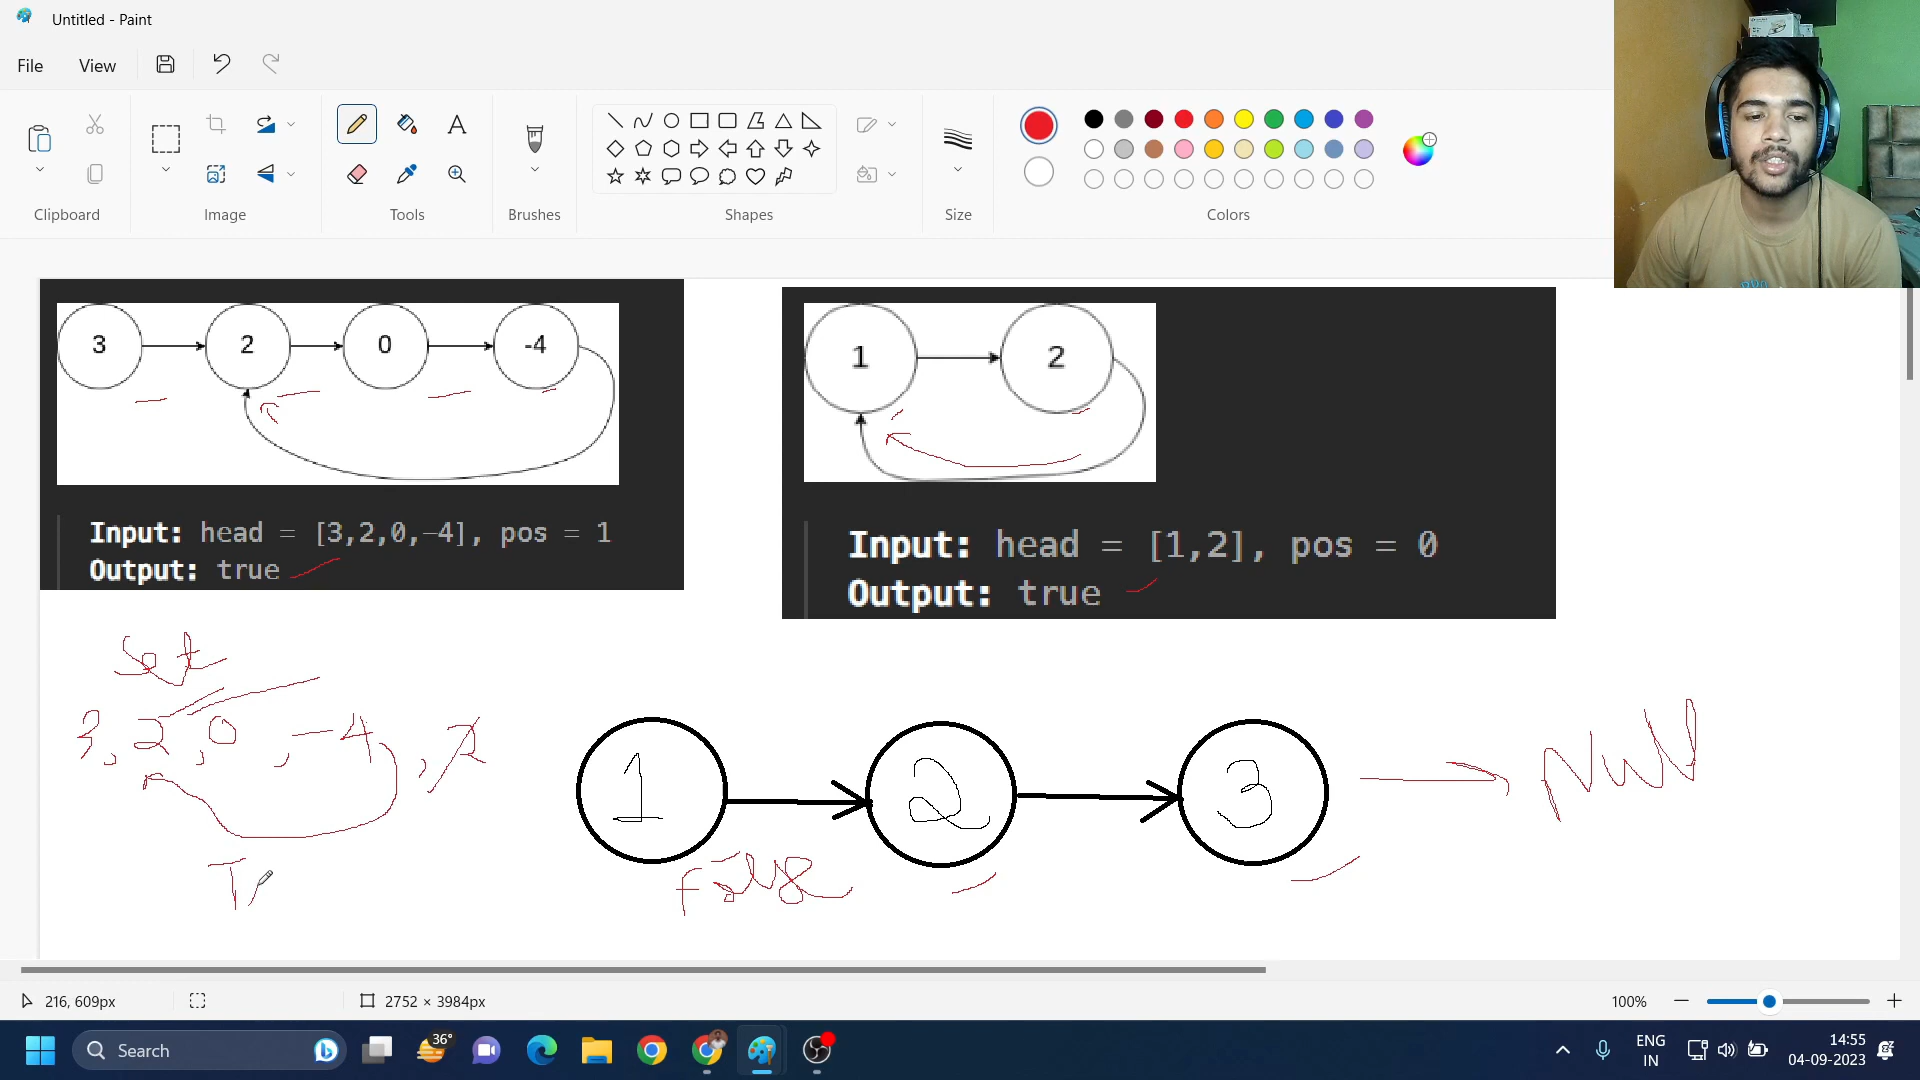 Untitled - Paint
File View
Clipboard
Image
Tools
Brushes
Shapes
Size
Colors
3 2 0 -4
Input: head = [3,2,0,-4], pos = 1
Output: true
1 2
Input: head = [1,2], pos = 0
Output: true
Set
3, 2, 0, -4, , 2
1 2 3 Null
False
216, 609px
2752 × 3984px
100%
Search
36°
ENG
IN
14:55
04-09-2023